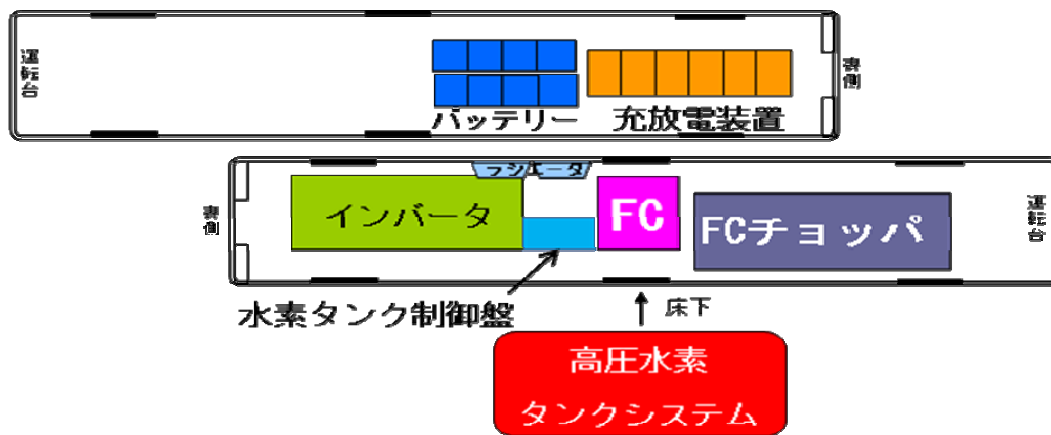 運転台
バッテリー
充放電装置
妻側
妻側
インバータ
ラジエータ
FC
FCチョッパ
運転台
水素タンク制御盤
床下
高圧水素
タンクシステム